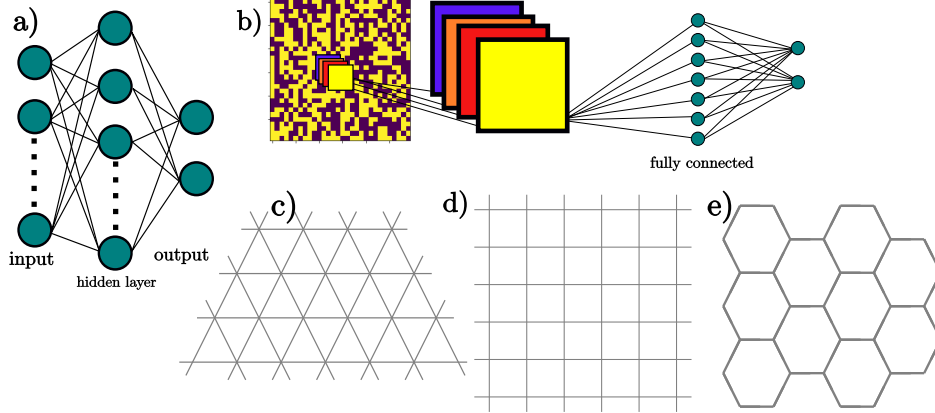 a)
input
hidden layer
output
b)
fully connected
c)
d)
e)